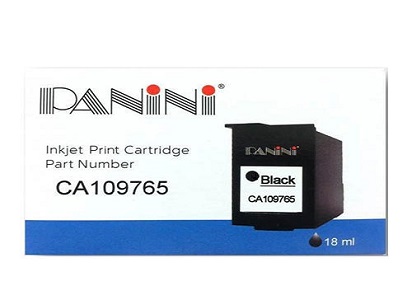 PANINI®
Inkjet Print Cartridge
Part Number
CA109765
PANINI
Black
CA109765
18 ml